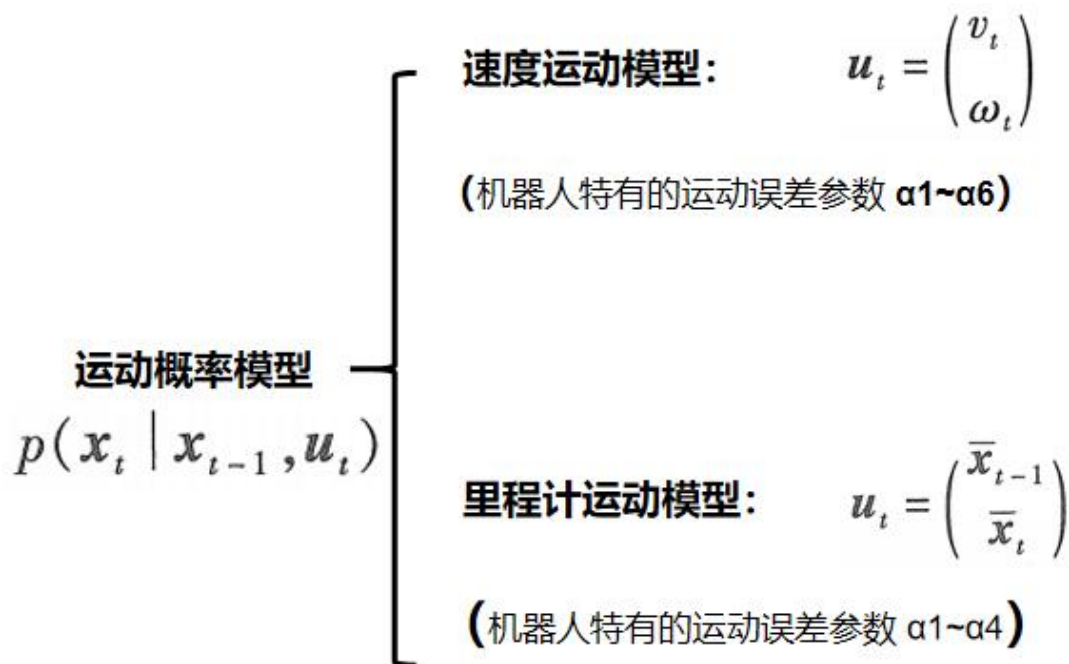 速度运动模型： u_t = (v_t ω_t)
(机器人特有的运动误差参数 α1~α6)
运动概率模型
p(x_t | x_{t-1}, u_t)
里程计运动模型： u_t = (x̅_{t-1} x̅_t)
(机器人特有的运动误差参数 α1~α4)